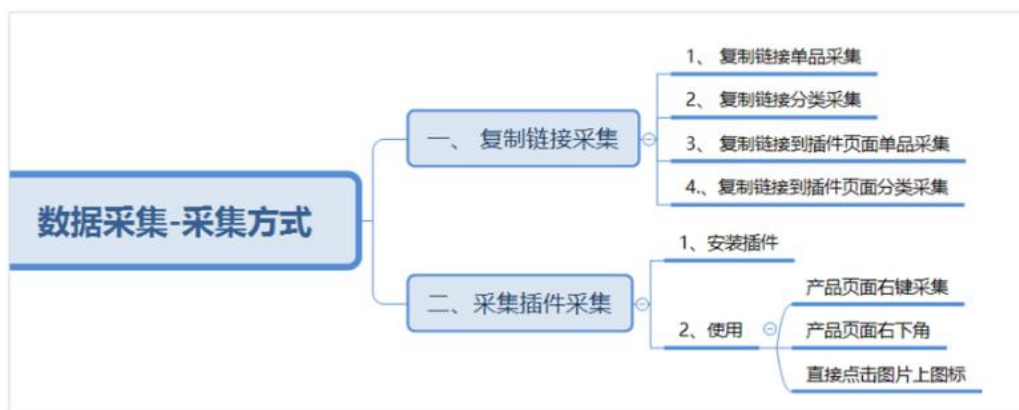 数据采集-采集方式
一、 复制链接采集
1、 复制链接单品采集
2、 复制链接分类采集
3、 复制链接到插件页面单品采集
4.、复制链接到插件页面分类采集
二、采集插件采集
1、安装插件
2、使用
产品页面右键采集
产品页面右下角
直接点击图片上图标